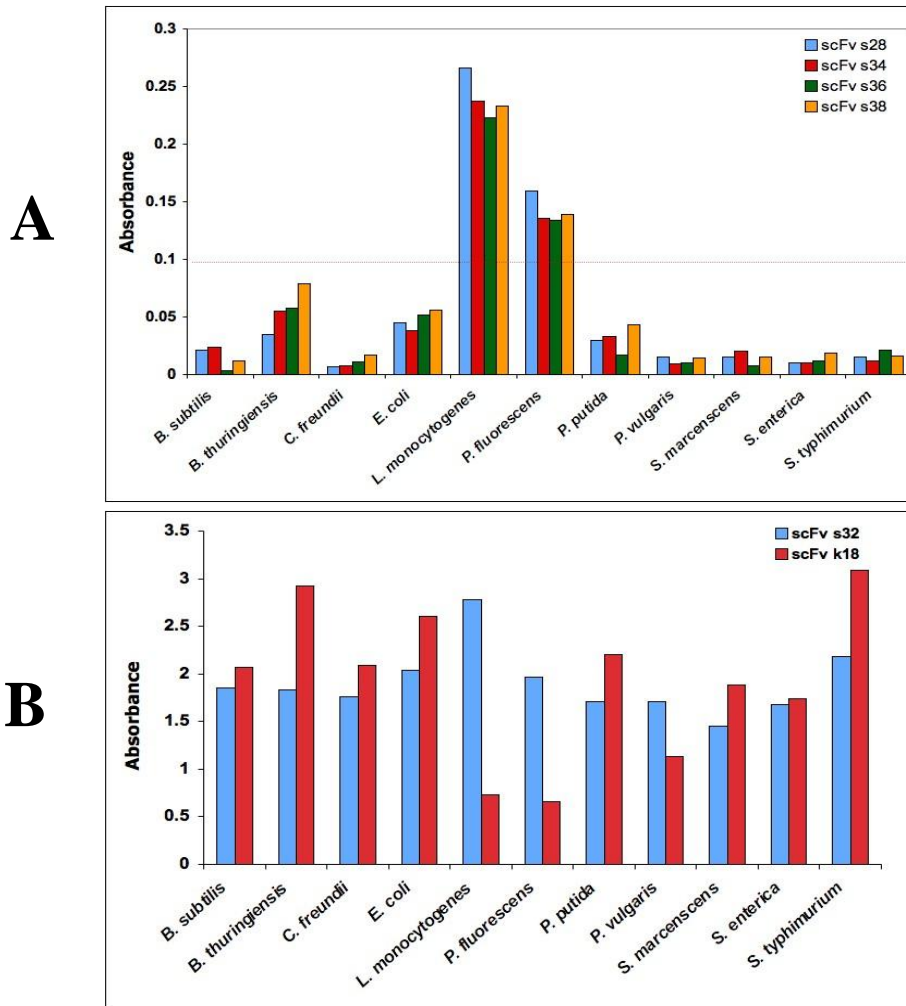 A
0.3
0.25
0.2
0.15
0.1
0.05
0
Absorbance
scFv s28
scFv s34
scFv s36
scFv s38
B. subtilis
B. thuringiensis
C. freundii
E. coli
L. monocytogenes
P. fluorescens
P. putida
P. vulgaris
S. marcenscens
S. enterica
S. typhimurium
B
3.5
3
2.5
2
1.5
1
0.5
0
Absorbance
scFv s32
scFv k18
B. subtilis
B. thuringiensis
C. freundii
E. coli
L. monocytogenes
P. fluorescens
P. putida
P. vulgaris
S. marcenscens
S. enterica
S. typhimurium